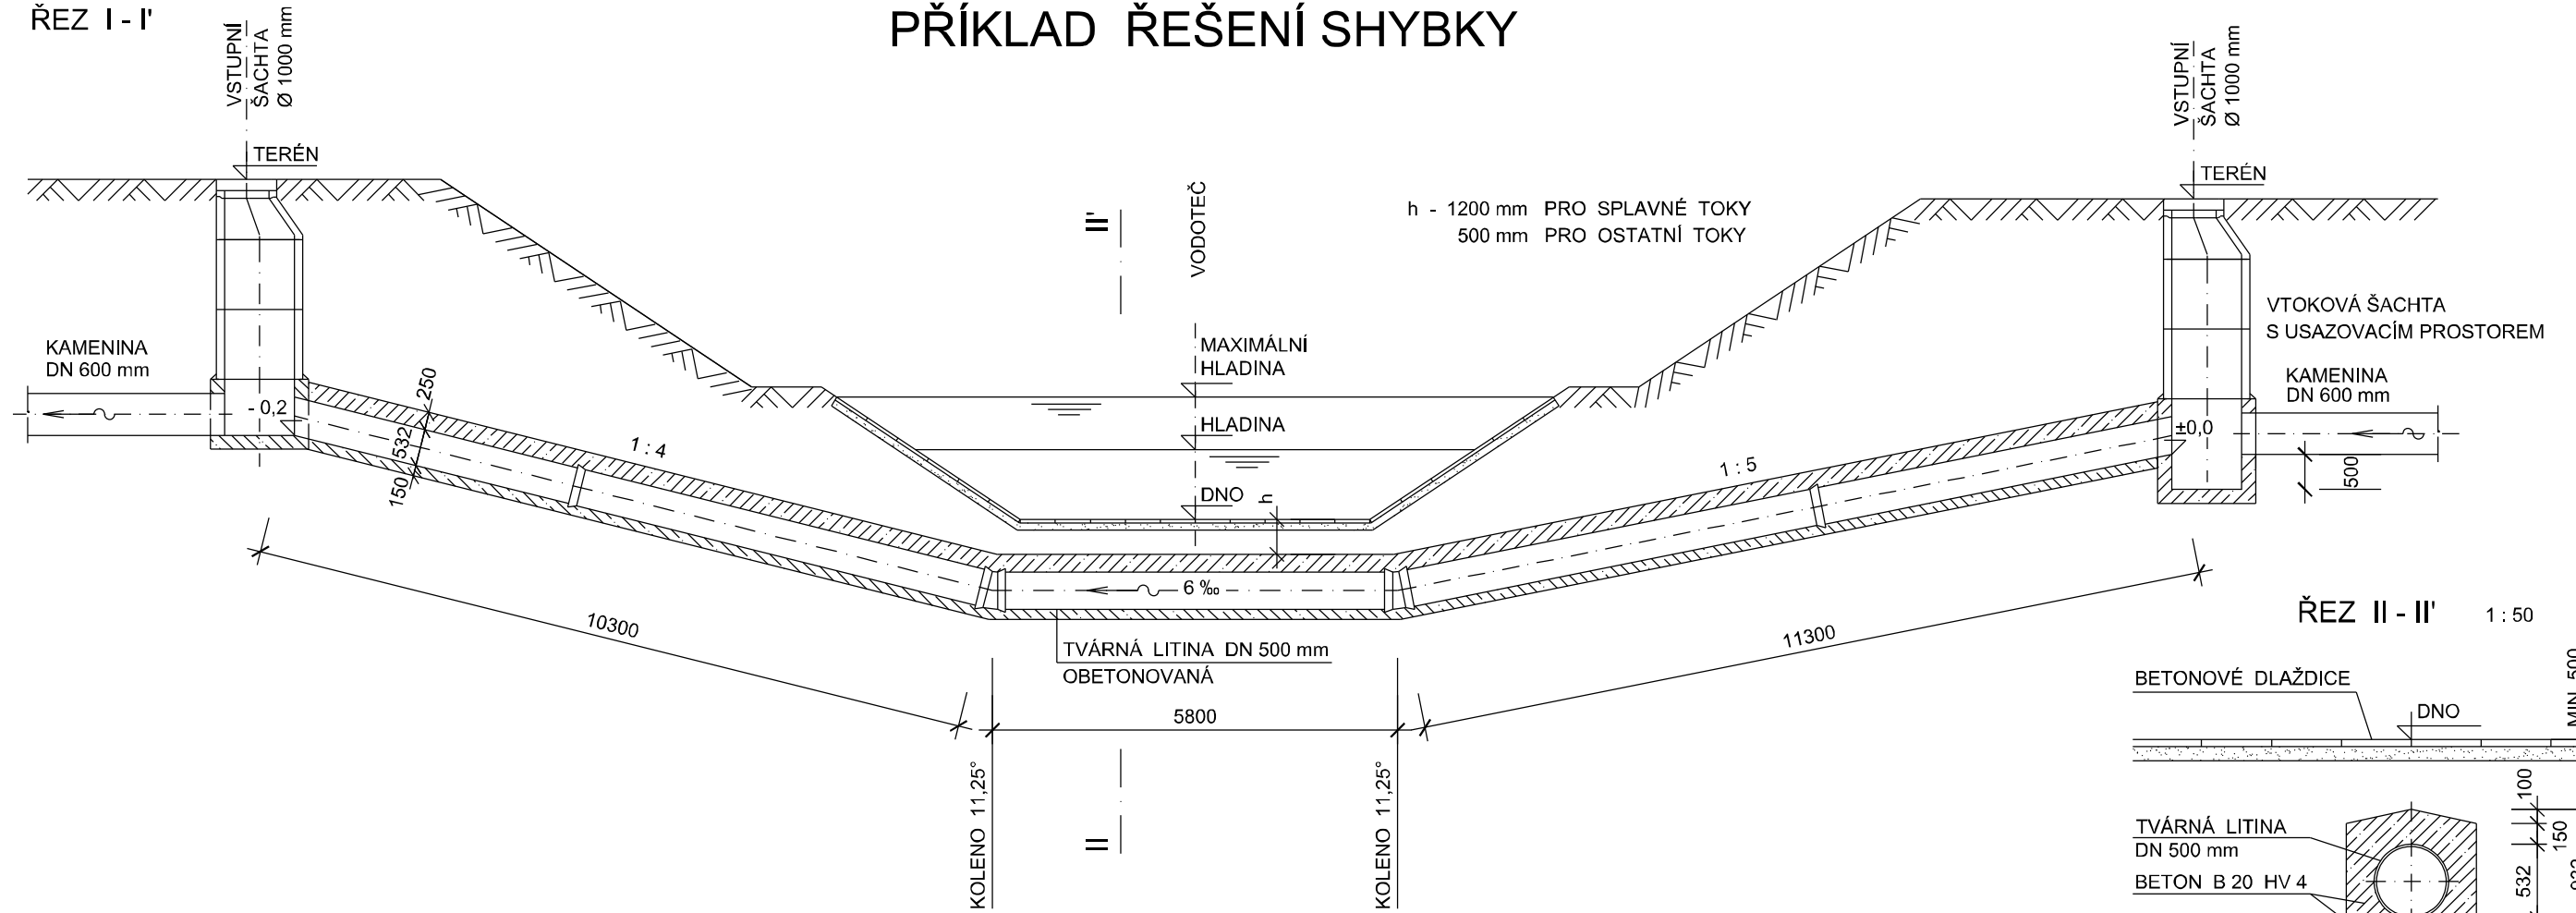 ŘEZ I - I'
PŘÍKLAD ŘEŠENÍ SHYBKY
VSTUPNÍ
ŠACHTA
Ø 1000 mm
VSTUPNÍ
ŠACHTA
Ø 1000 mm
TERÉN
TERÉN
II'
VODOTEČ
h - 1200 mm PRO SPLAVNÉ TOKY
500 mm PRO OSTATNÍ TOKY
VTOKOVÁ ŠACHTA
S USAZOVACÍM PROSTOREM
KAMENINA
DN 600 mm
MAXIMÁLNÍ
HLADINA
KAMENINA
DN 600 mm
- 0,2
250
532
150
1 : 4
HLADINA
±0,0
1 : 5
500
DNO
h
6 ‰
10300
TVÁRNÁ LITINA DN 500 mm
OBETONOVANÁ
11300
5800
KOLENO 11,25°
KOLENO 11,25°
II
ŘEZ II - II' 1 : 50
BETONOVÉ DLAŽDICE
DNO
MIN. 500
100
150
TVÁRNÁ LITINA
DN 500 mm
532
932
BETON B 20 HV 4